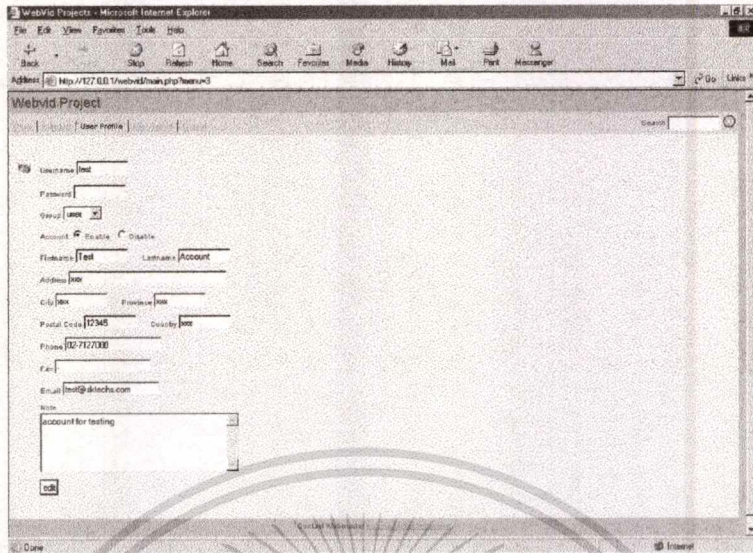 WebVid Projects - Microsoft Internet Explorer
File Edit View Favorites Tools Help
Back Stop Refresh Home Search Favorites Media History Mail Print Messenger
Address http://127.0.0.1/webvid/main.php?menu=3 Go Links
Webvid Project
User Profile Search
Username test
Password
Group user
Account Enable Disable
Firstname Test Lastname Account
Address xxx
City xxx Province xxx
Postal Code 12345 Country xxx
Phone
Fax -
Email test@sktechs.com
Note
account for testing
edit
Contact Webmaster
Done Internet